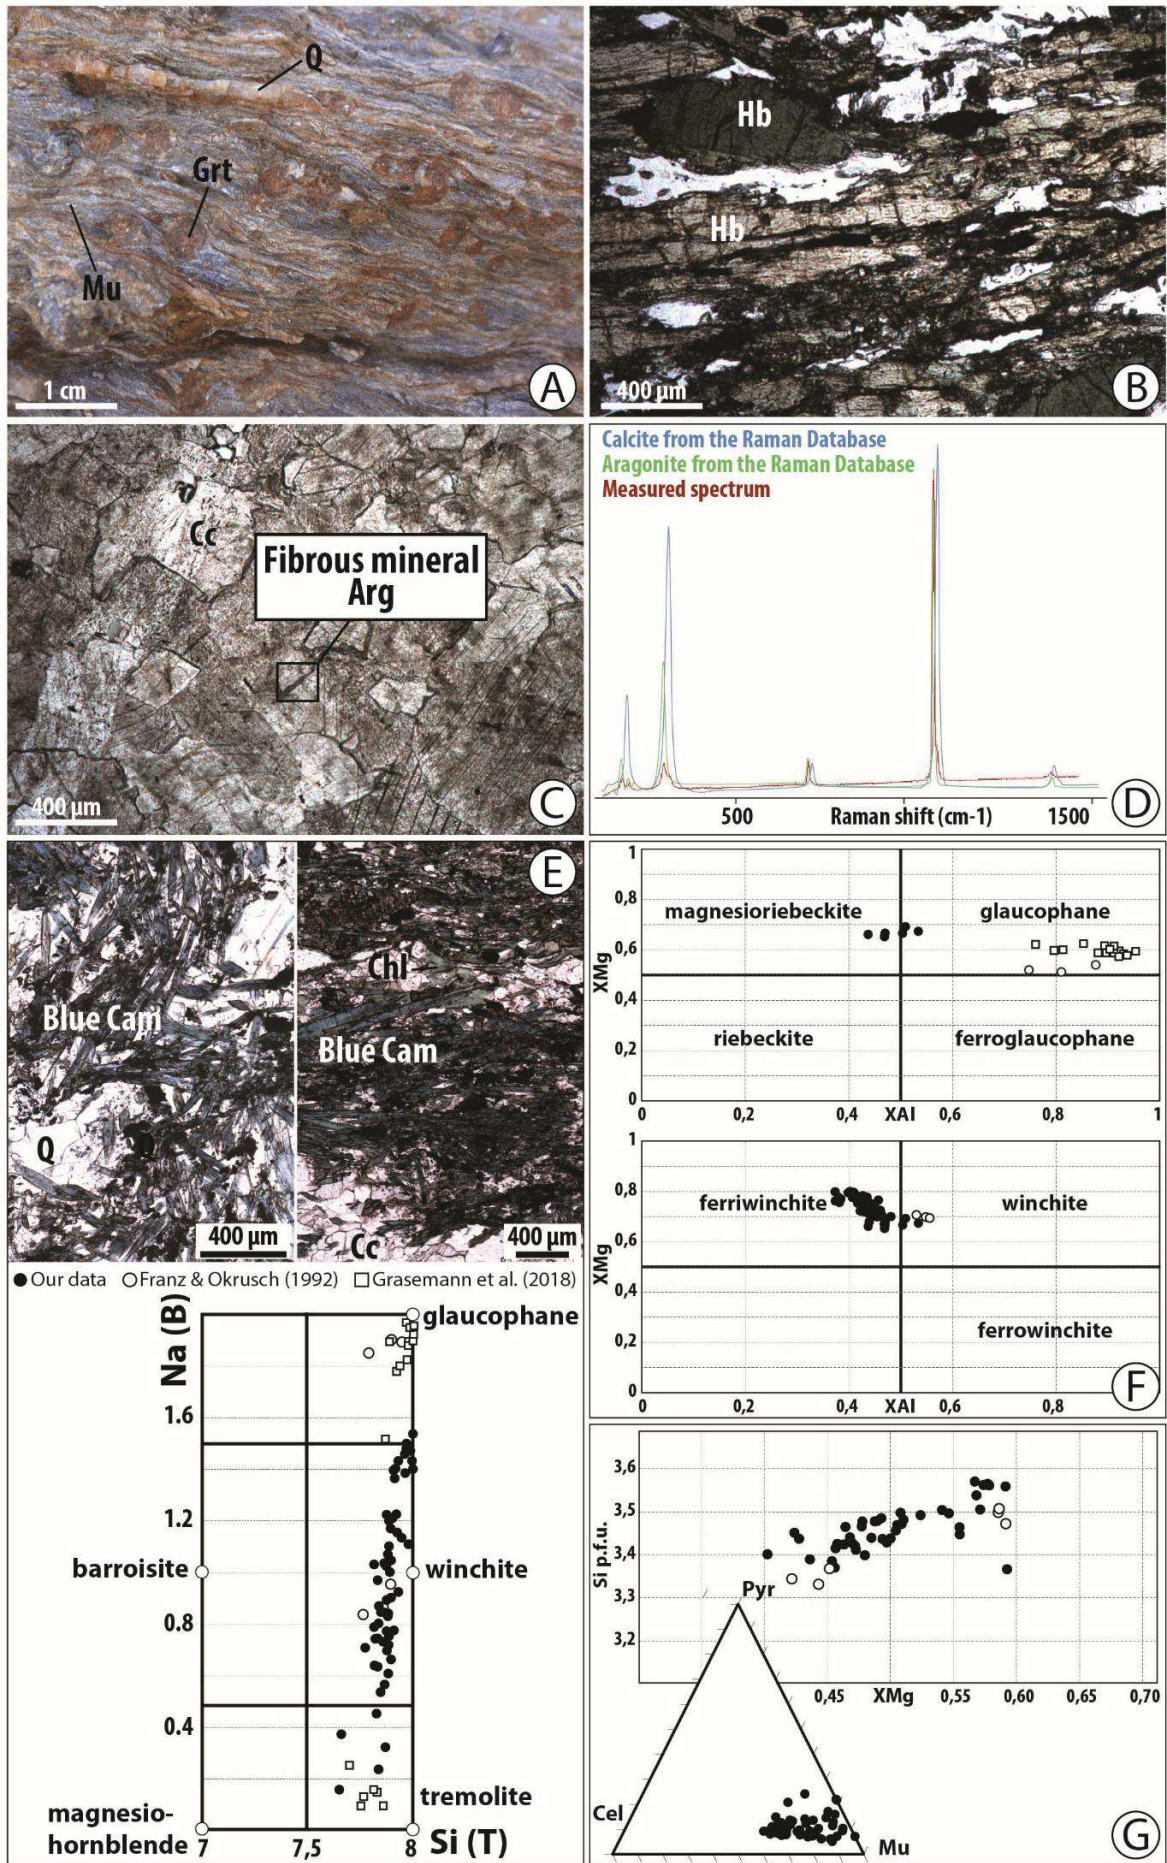 Q
Grt
Mu
1 cm
A
Hb
Hb
400 µm
B
Cc
Fibrous mineral
Arg
400 µm
C
Calcite from the Raman Database
Aragonite from the Raman Database
Measured spectrum
500
Raman shift (cm-1)
1500
D
E
Blue Cam
Q
Q
400 µm
Chl
Blue Cam
Cc
400 µm
● Our data ○ Franz & Okrusch (1992) □ Grasemann et al. (2018)
Na (B)
glaucophane
1.6
1.2
barroisite
winchite
0.8
0.4
tremolite
magnesio-
hornblende
7
7,5
8
Si (T)
1
0,8
magnesioriebeckite
glaucophane
0,6
XMg
0,4
riebeckite
ferroglaucophane
0,2
0
0 0,2 0,4 XAl 0,6 0,8 1
1
0,8
ferriwinchite
winchite
0,6
XMg
0,4
ferrowinchite
0,2
0
0 0,2 0,4 XAl 0,6 0,8
F
3,6
3,5
Si p.f.u.
3,4
3,3
3,2
Pyr
0,45 XMg 0,55 0,60 0,65 0,70
Cel
Mu
G